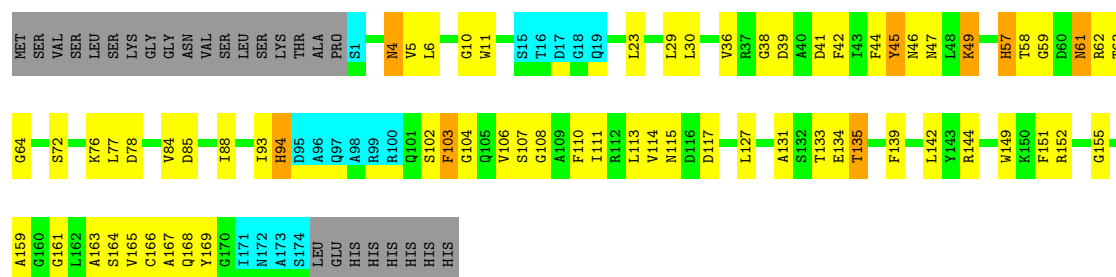 MET SER VAL SER LEU SER LYS GLY GLY ASN VAL SER LEU SER LYS THR ALA PRO S1 N4 V5 L6 G10 W11 S15 T16 D17 G18 Q19 L23 L29 L30 V36 R37 G38 D39 A40 D41 F42 I43 F44 Y45 N46 N47 L48 K49 H57 T58 G59 D60 N61 R62
G64 S72 K76 L77 D78 V84 D85 I88 I93 H94 D95 A96 Q97 A98 R99 R100 Q101 S102 F103 G104 Q105 V106 S107 G108 A109 F110 I111 R112 L113 V114 N115 D116 D117 L127 A131 S132 T133 E134 T135 F139 L142 Y143 R144 W149 K150 F151 R152 G155
A159 G160 G161 L162 A163 S164 V165 C166 A167 Q168 Y169 G170 I171 N172 A173 S174 LEU GLU HIS HIS HIS HIS HIS HIS